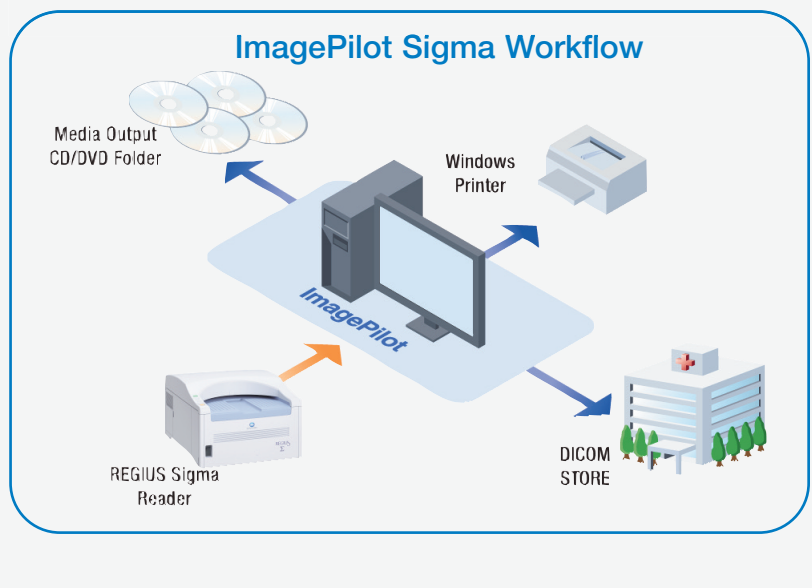 ImagePilot Sigma Workflow
Media Output
CD/DVD Folder
Windows
Printer
ImagePilot
REGIUS Sigma
Reader
DICOM
STORE